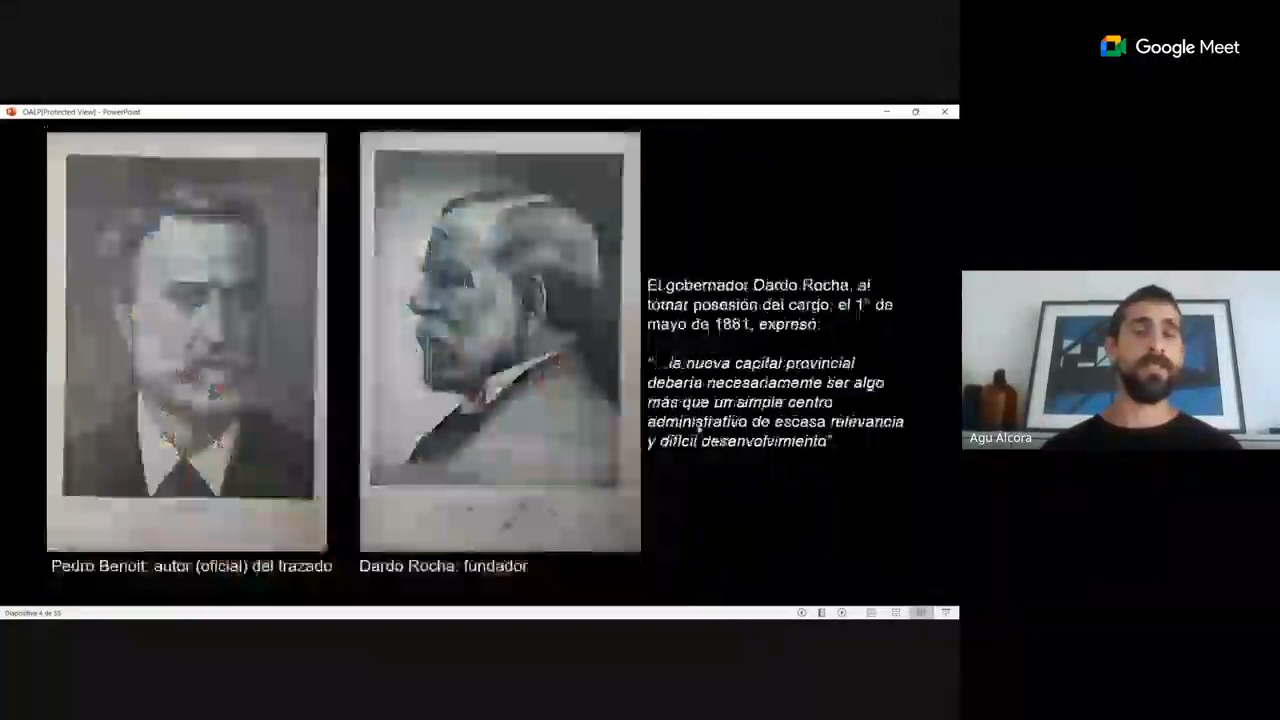 Google Meet
OALP[Protected View] - PowerPoint
El gobernador Dardo Rocha, al
tomar posesión del cargo, el 1° de
mayo de 1881, expresó:
"...la nueva capital provincial
debería necesariamente ser algo
más que un simple centro
administrativo de escasa relevancia
y difícil desenvolvimiento"
Agu Alcora
Pedro Benoit: autor (oficial) del trazado
Dardo Rocha: fundador
Diapositiva 4 de 55